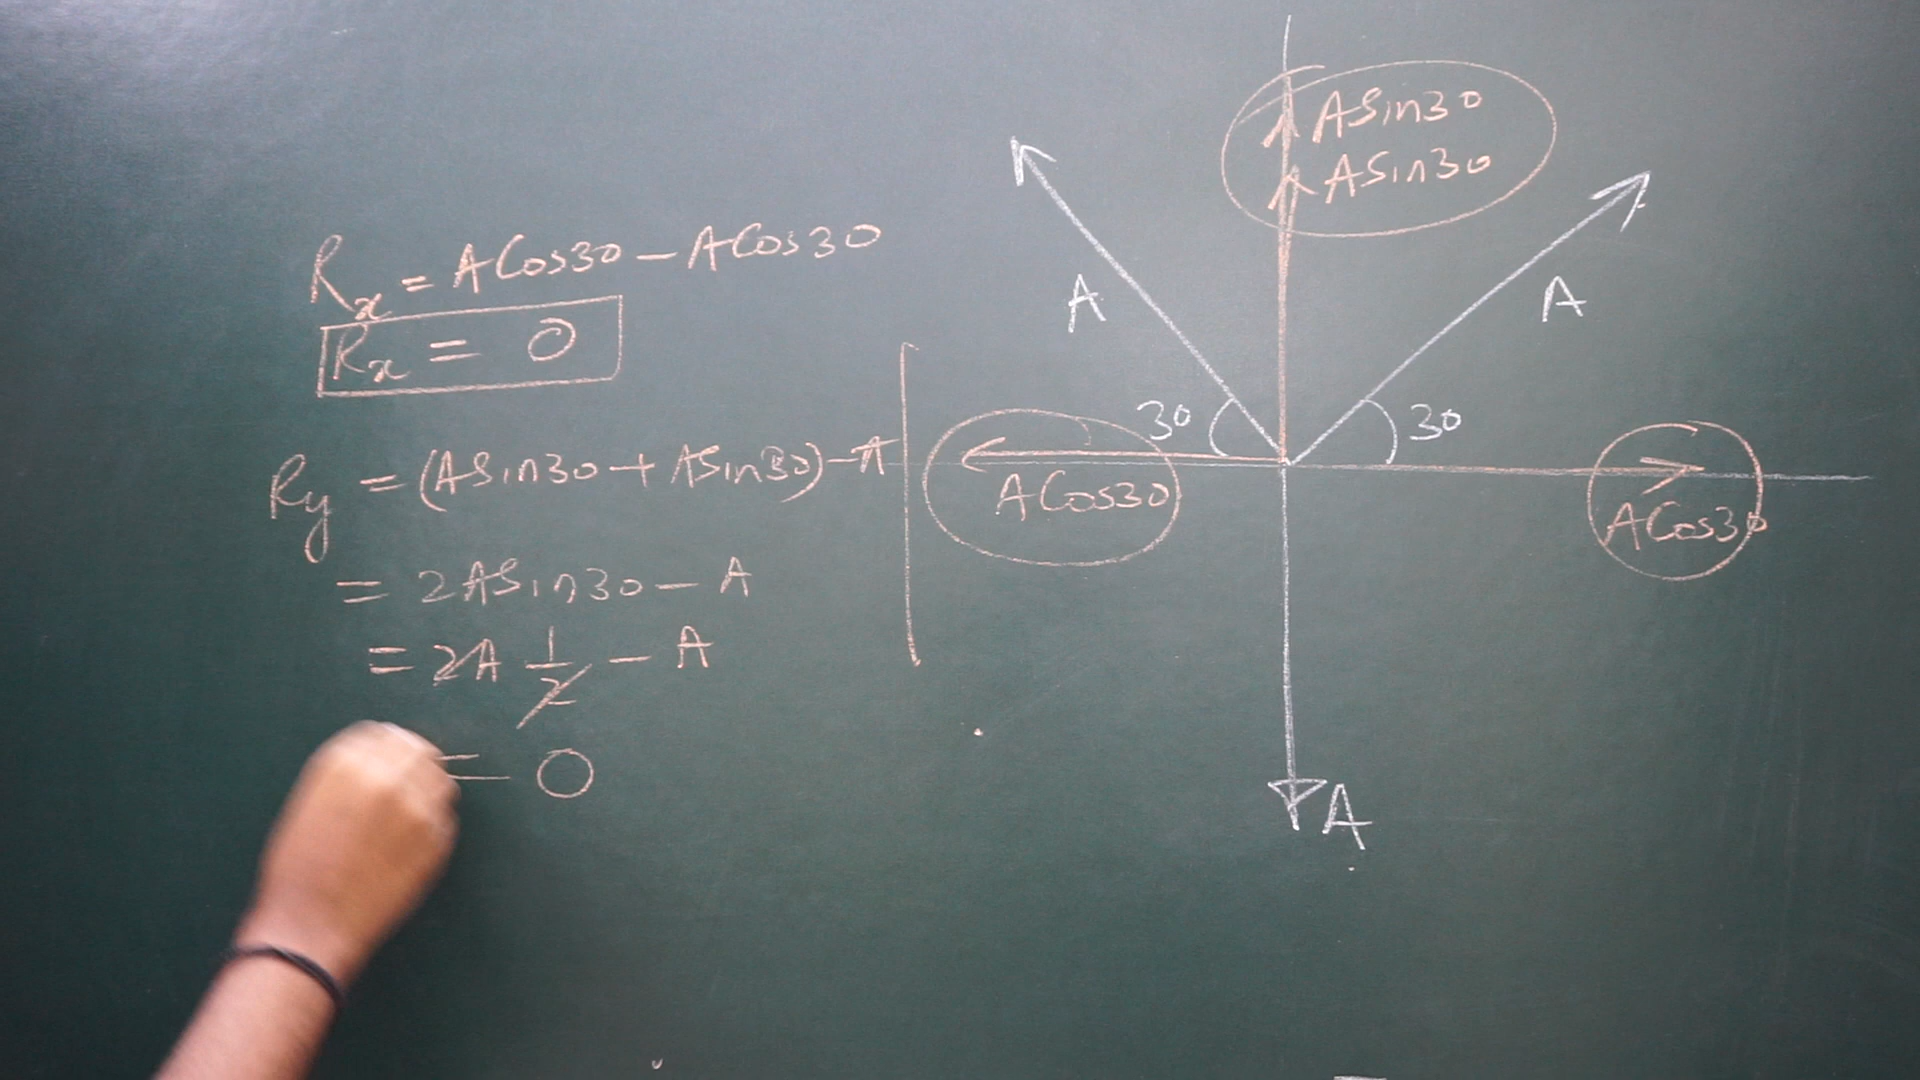 Rx = ACos30 – ACos30
Rx = 0
Ry = (ASin30 + ASin30) – A
= 2ASin30 – A
= 2A 1/2 – A
= 0
ASin30
ASin30
A
A
30
30
ACos30
ACos30
A